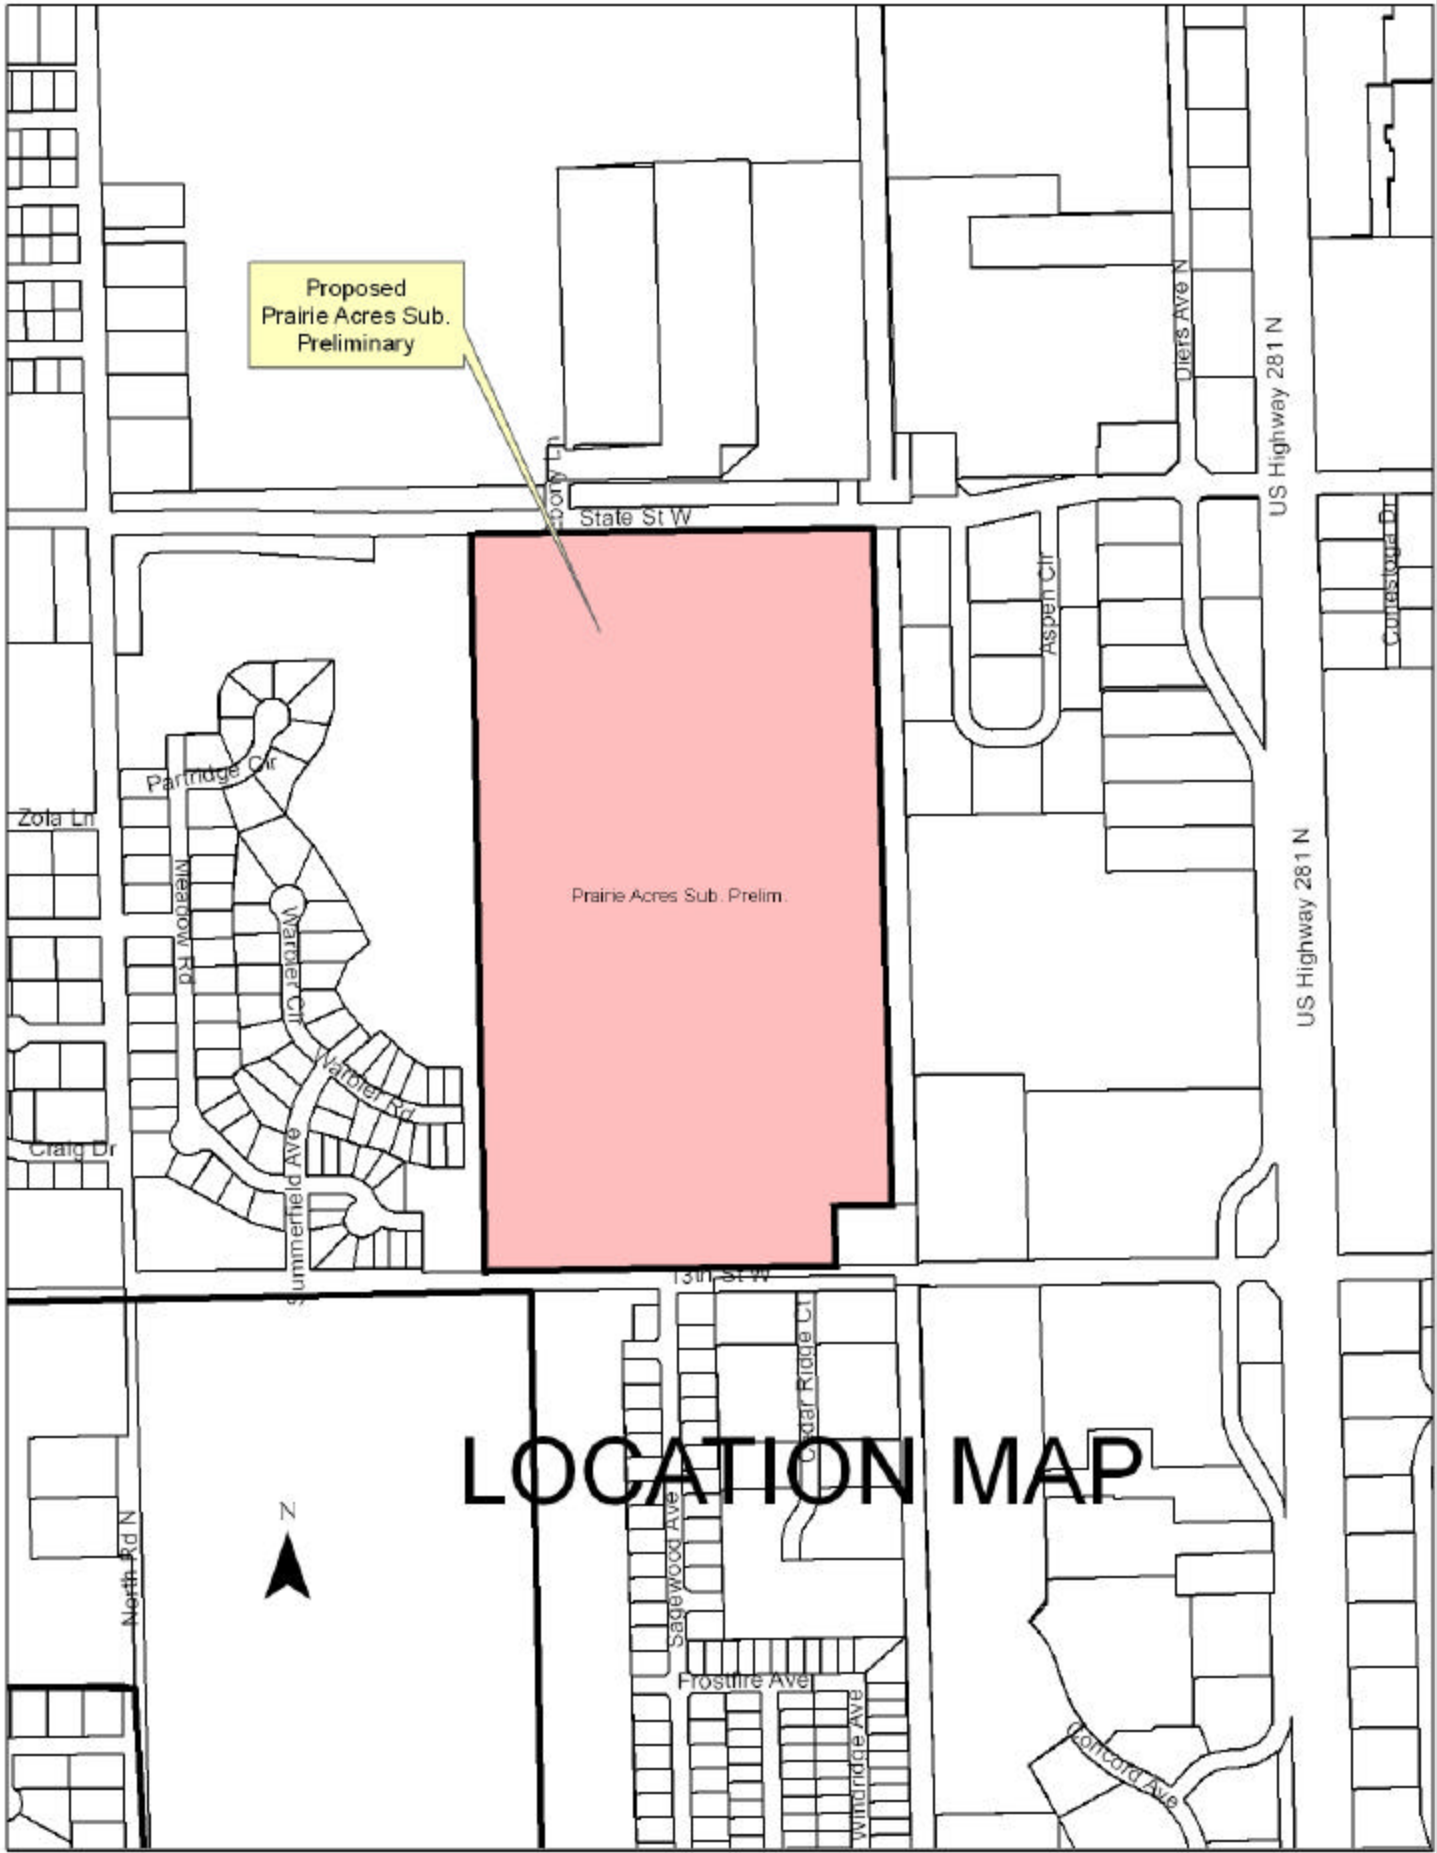 Proposed
Prairie Acres Sub.
Preliminary
Diers Ave N
US Highway 281 N
State St W
Aspen Cir
Partridge Cir
Zola Ln
Meadow Rd
Warbler Cir
Prairie Acres Sub. Prelim.
US Highway 281 N
Warbler Rd
Craig Dr
Summerfield Ave
13th St W
Cedar Ridge Ct
LOCATION MAP
N
North Rd N
Sagewood Ave
Frostfire Ave
Windridge Ave
Concord Ave